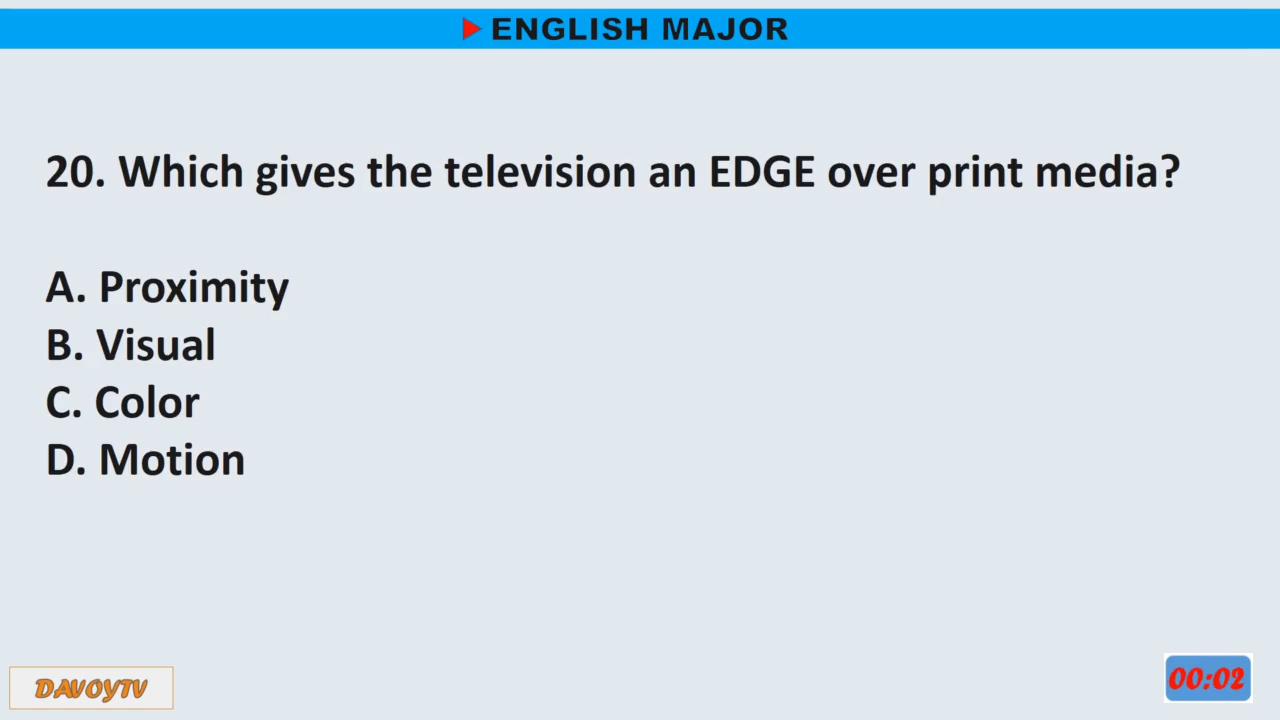 ENGLISH MAJOR
20. Which gives the television an EDGE over print media?
A. Proximity
B. Visual
C. Color
D. Motion
DAVOYTV
00:02